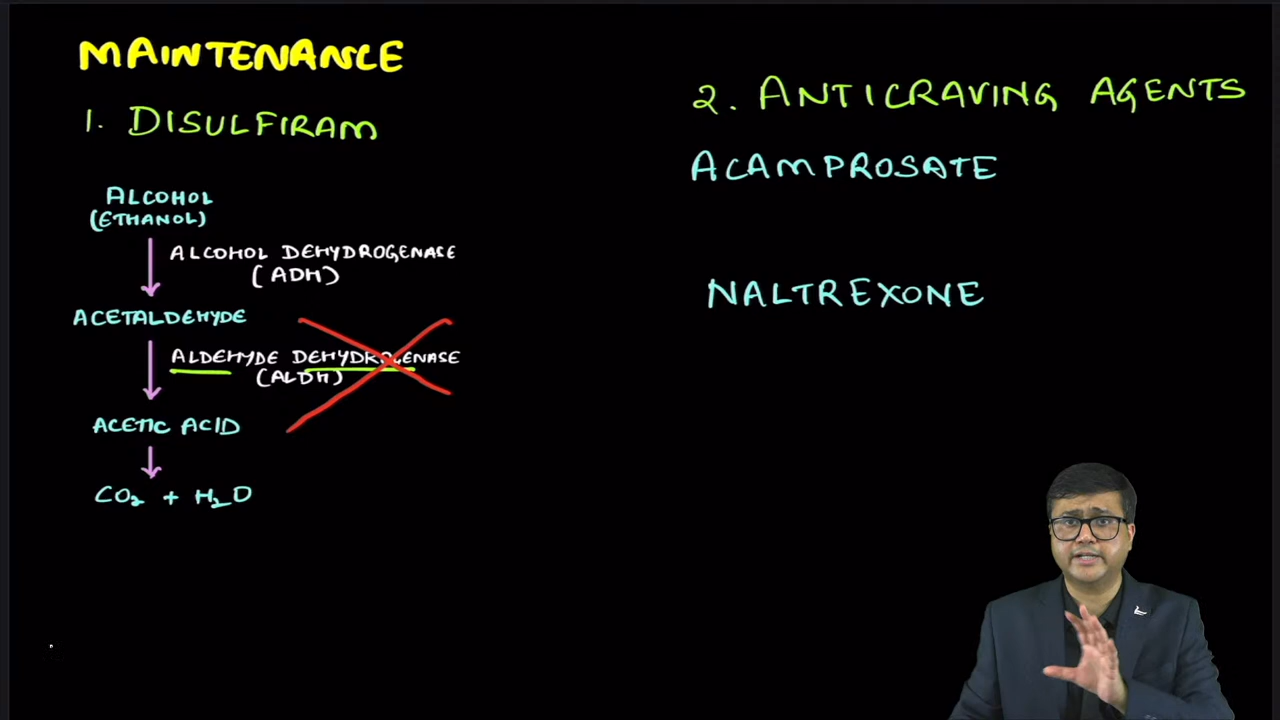 MAINTENANCE
1. DISULFIRAM
ALCOHOL
(ETHANOL)
ALCOHOL DEHYDROGENASE
(ADH)
ACETALDEHYDE
ALDEHYDE DEHYDROGENASE
(ALDH)
ACETIC ACID
CO₂ + H₂O
2. ANTICRAVING AGENTS
ACAMPROSATE
NALTREXONE